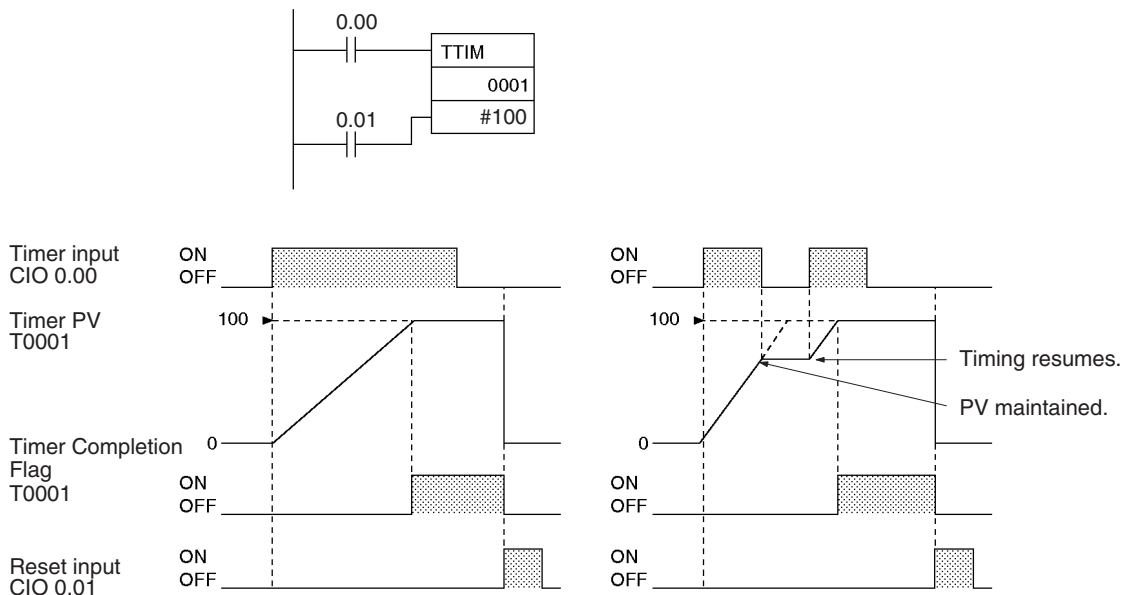 0.00
TTIM
0001
#100
0.01
Timer input
CIO 0.00
ON
OFF
ON
OFF
Timer PV
T0001
100
0
100
0
Timing resumes.
PV maintained.
Timer Completion
Flag
T0001
ON
OFF
ON
OFF
Reset input
CIO 0.01
ON
OFF
ON
OFF